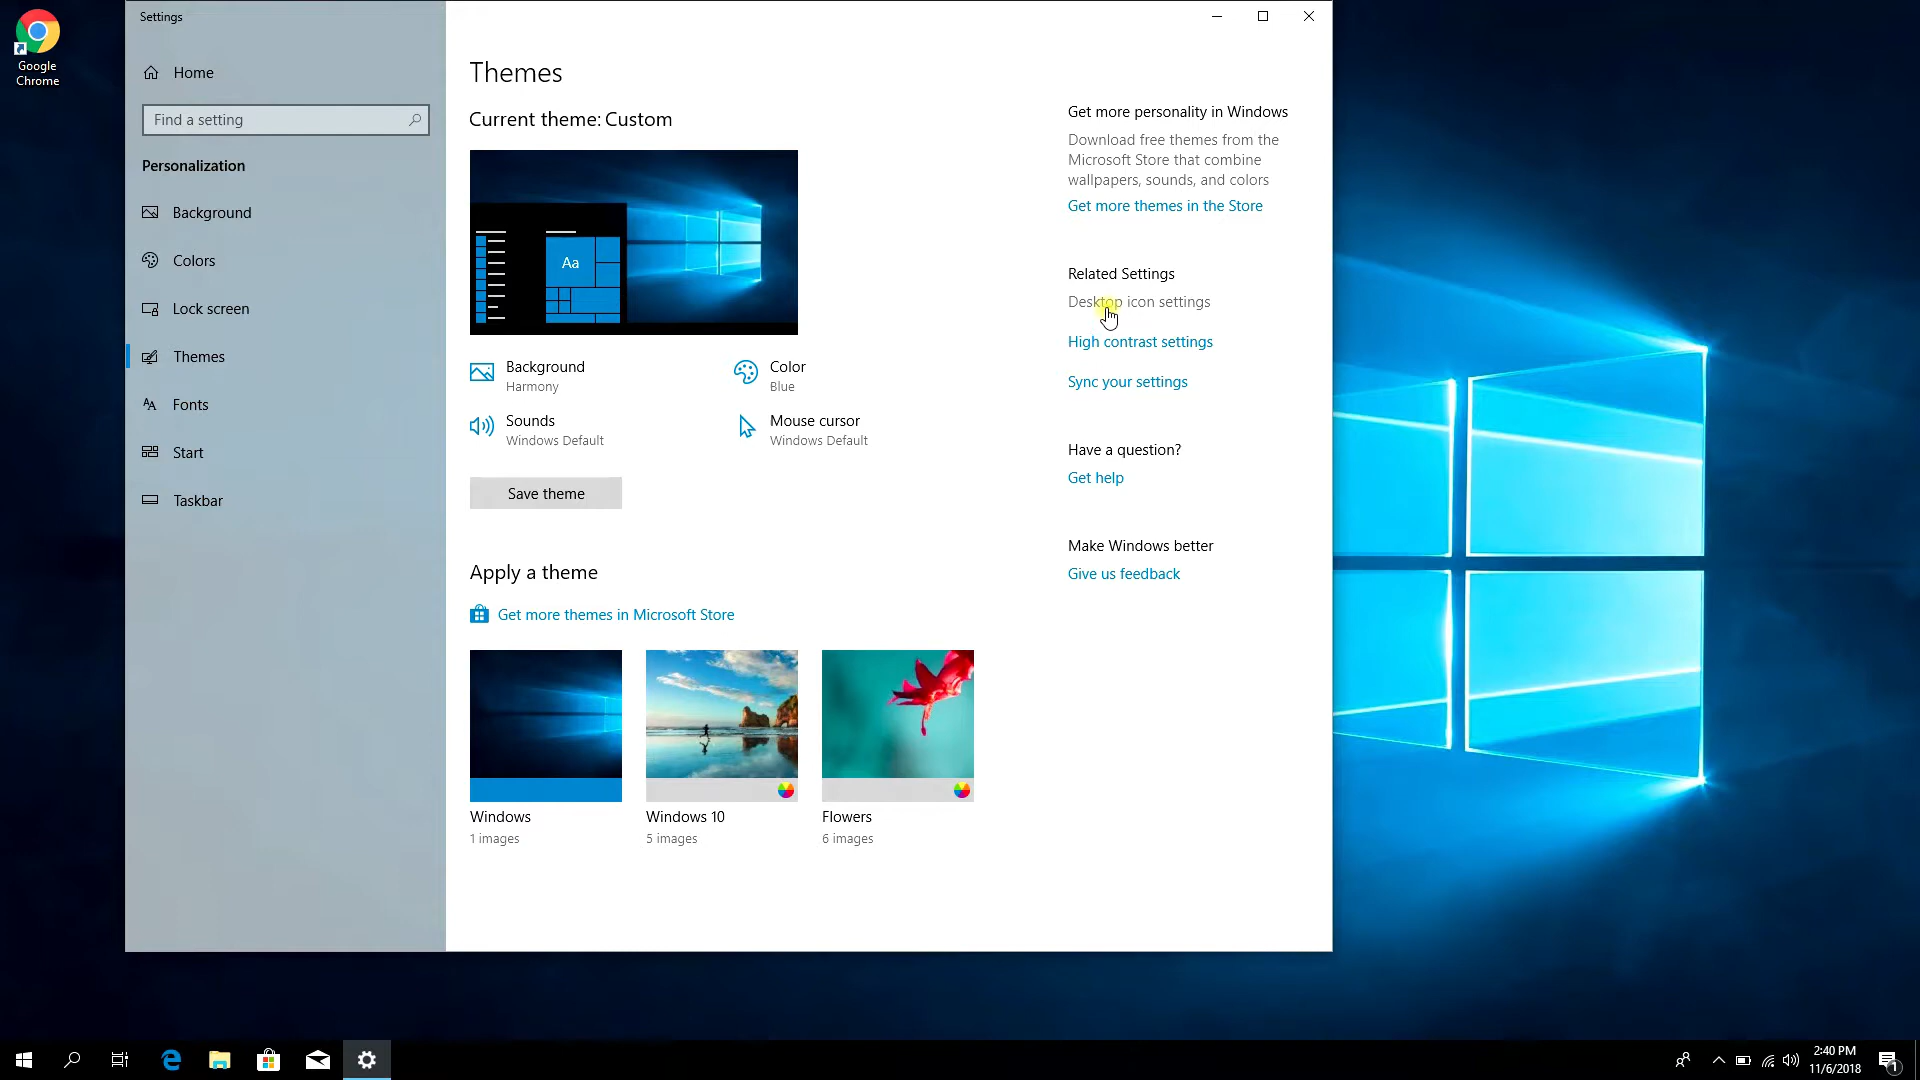 Google
Chrome
Settings
Home
Find a setting
Personalization
Background
Colors
Lock screen
Themes
Fonts
Start
Taskbar
Themes
Current theme: Custom
Aa
Background
Harmony
Color
Blue
Sounds
Windows Default
Mouse cursor
Windows Default
Save theme
Apply a theme
Get more themes in Microsoft Store
Windows
1 images
Windows 10
5 images
Flowers
6 images
Get more personality in Windows
Download free themes from the
Microsoft Store that combine
wallpapers, sounds, and colors
Get more themes in the Store
Related Settings
Desktop icon settings
High contrast settings
Sync your settings
Have a question?
Get help
Make Windows better
Give us feedback
2:40 PM
11/6/2018
1